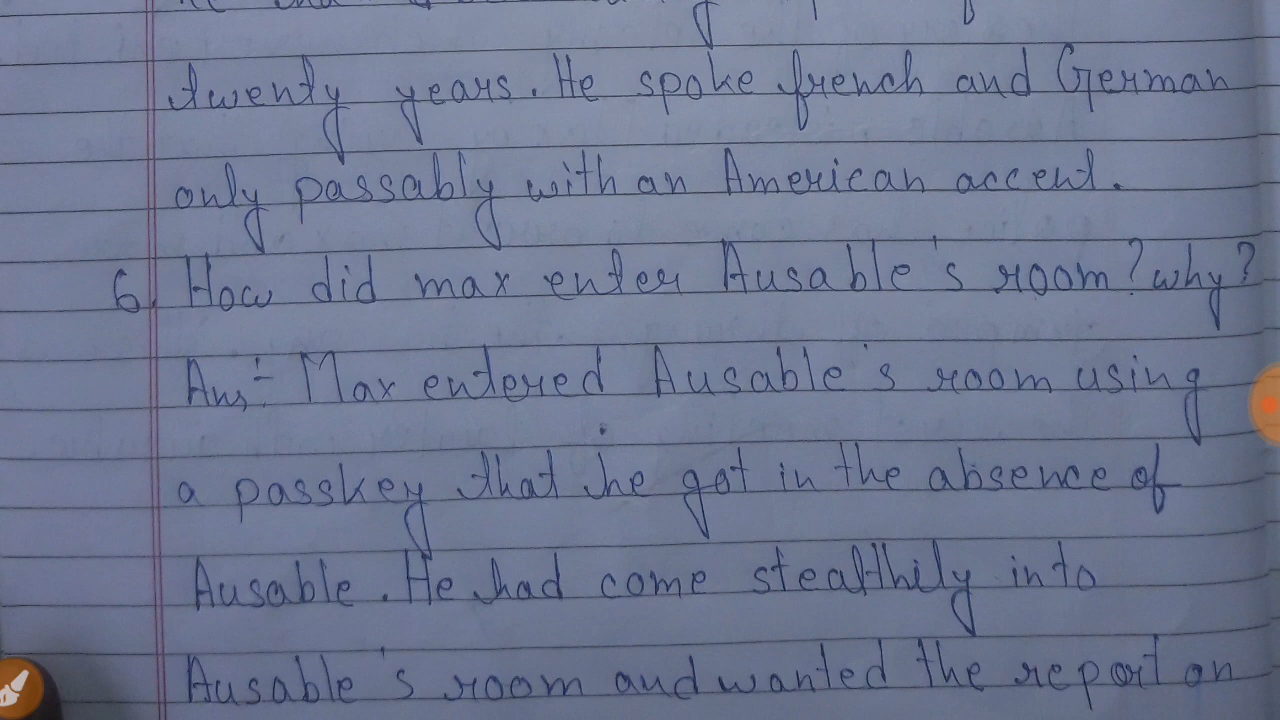 twenty years. He spoke french and German
only passably with an American accent.
6. How did max enter Ausable's room? why?
Ans:- Max entered Ausable's room using
a passkey that he got in the absence of
Ausable. He had come stealthily into
Ausable's room and wanted the report on